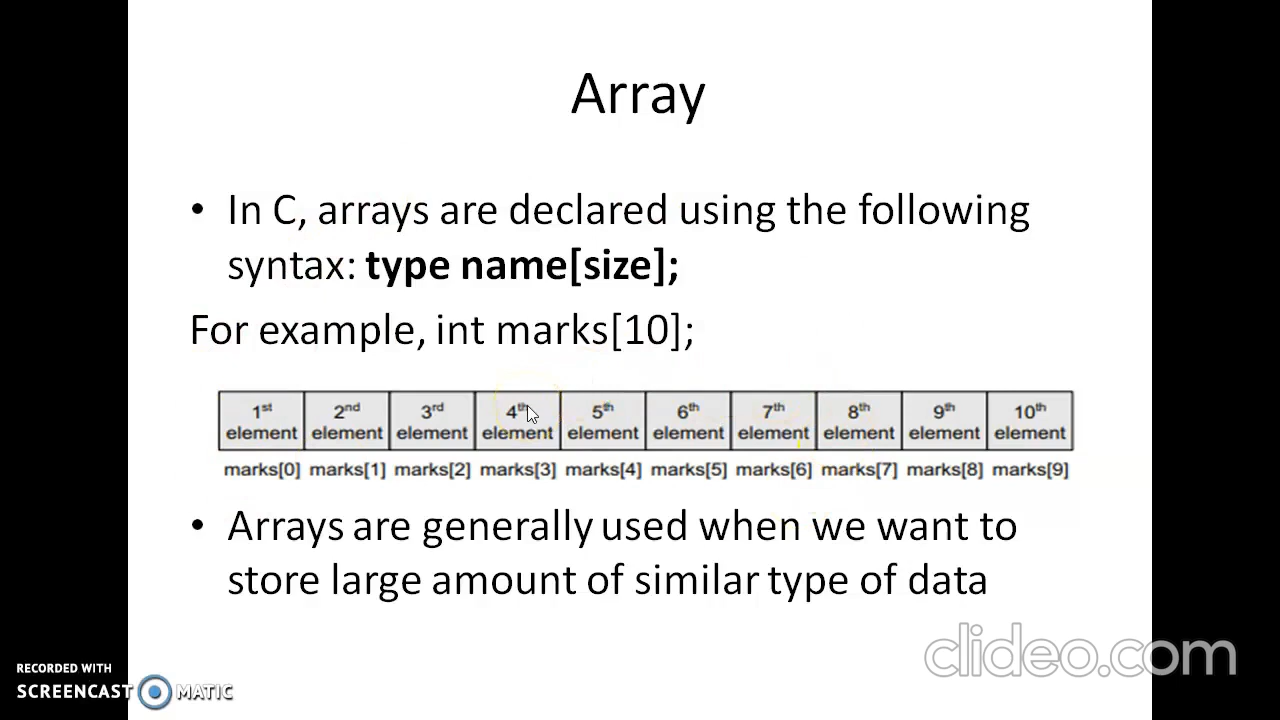 Array
• In C, arrays are declared using the following
syntax: type name[size];
For example, int marks[10];
1st 2nd 3rd 4th 5th 6th 7th 8th 9th 10th
element element element element element element element element element element
marks[0] marks[1] marks[2] marks[3] marks[4] marks[5] marks[6] marks[7] marks[8] marks[9]
• Arrays are generally used when we want to
store large amount of similar type of data
clideo.com
RECORDED WITH
SCREENCAST MATIC